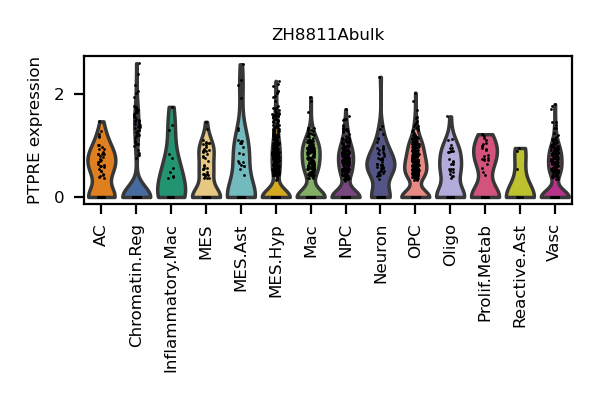 ZH8811Abulk
PTPRE expression
2
0
AC
Chromatin.Reg
Inflammatory.Mac
MES
MES.Ast
MES.Hyp
Mac
NPC
Neuron
OPC
Oligo
Prolif.Metab
Reactive.Ast
Vasc